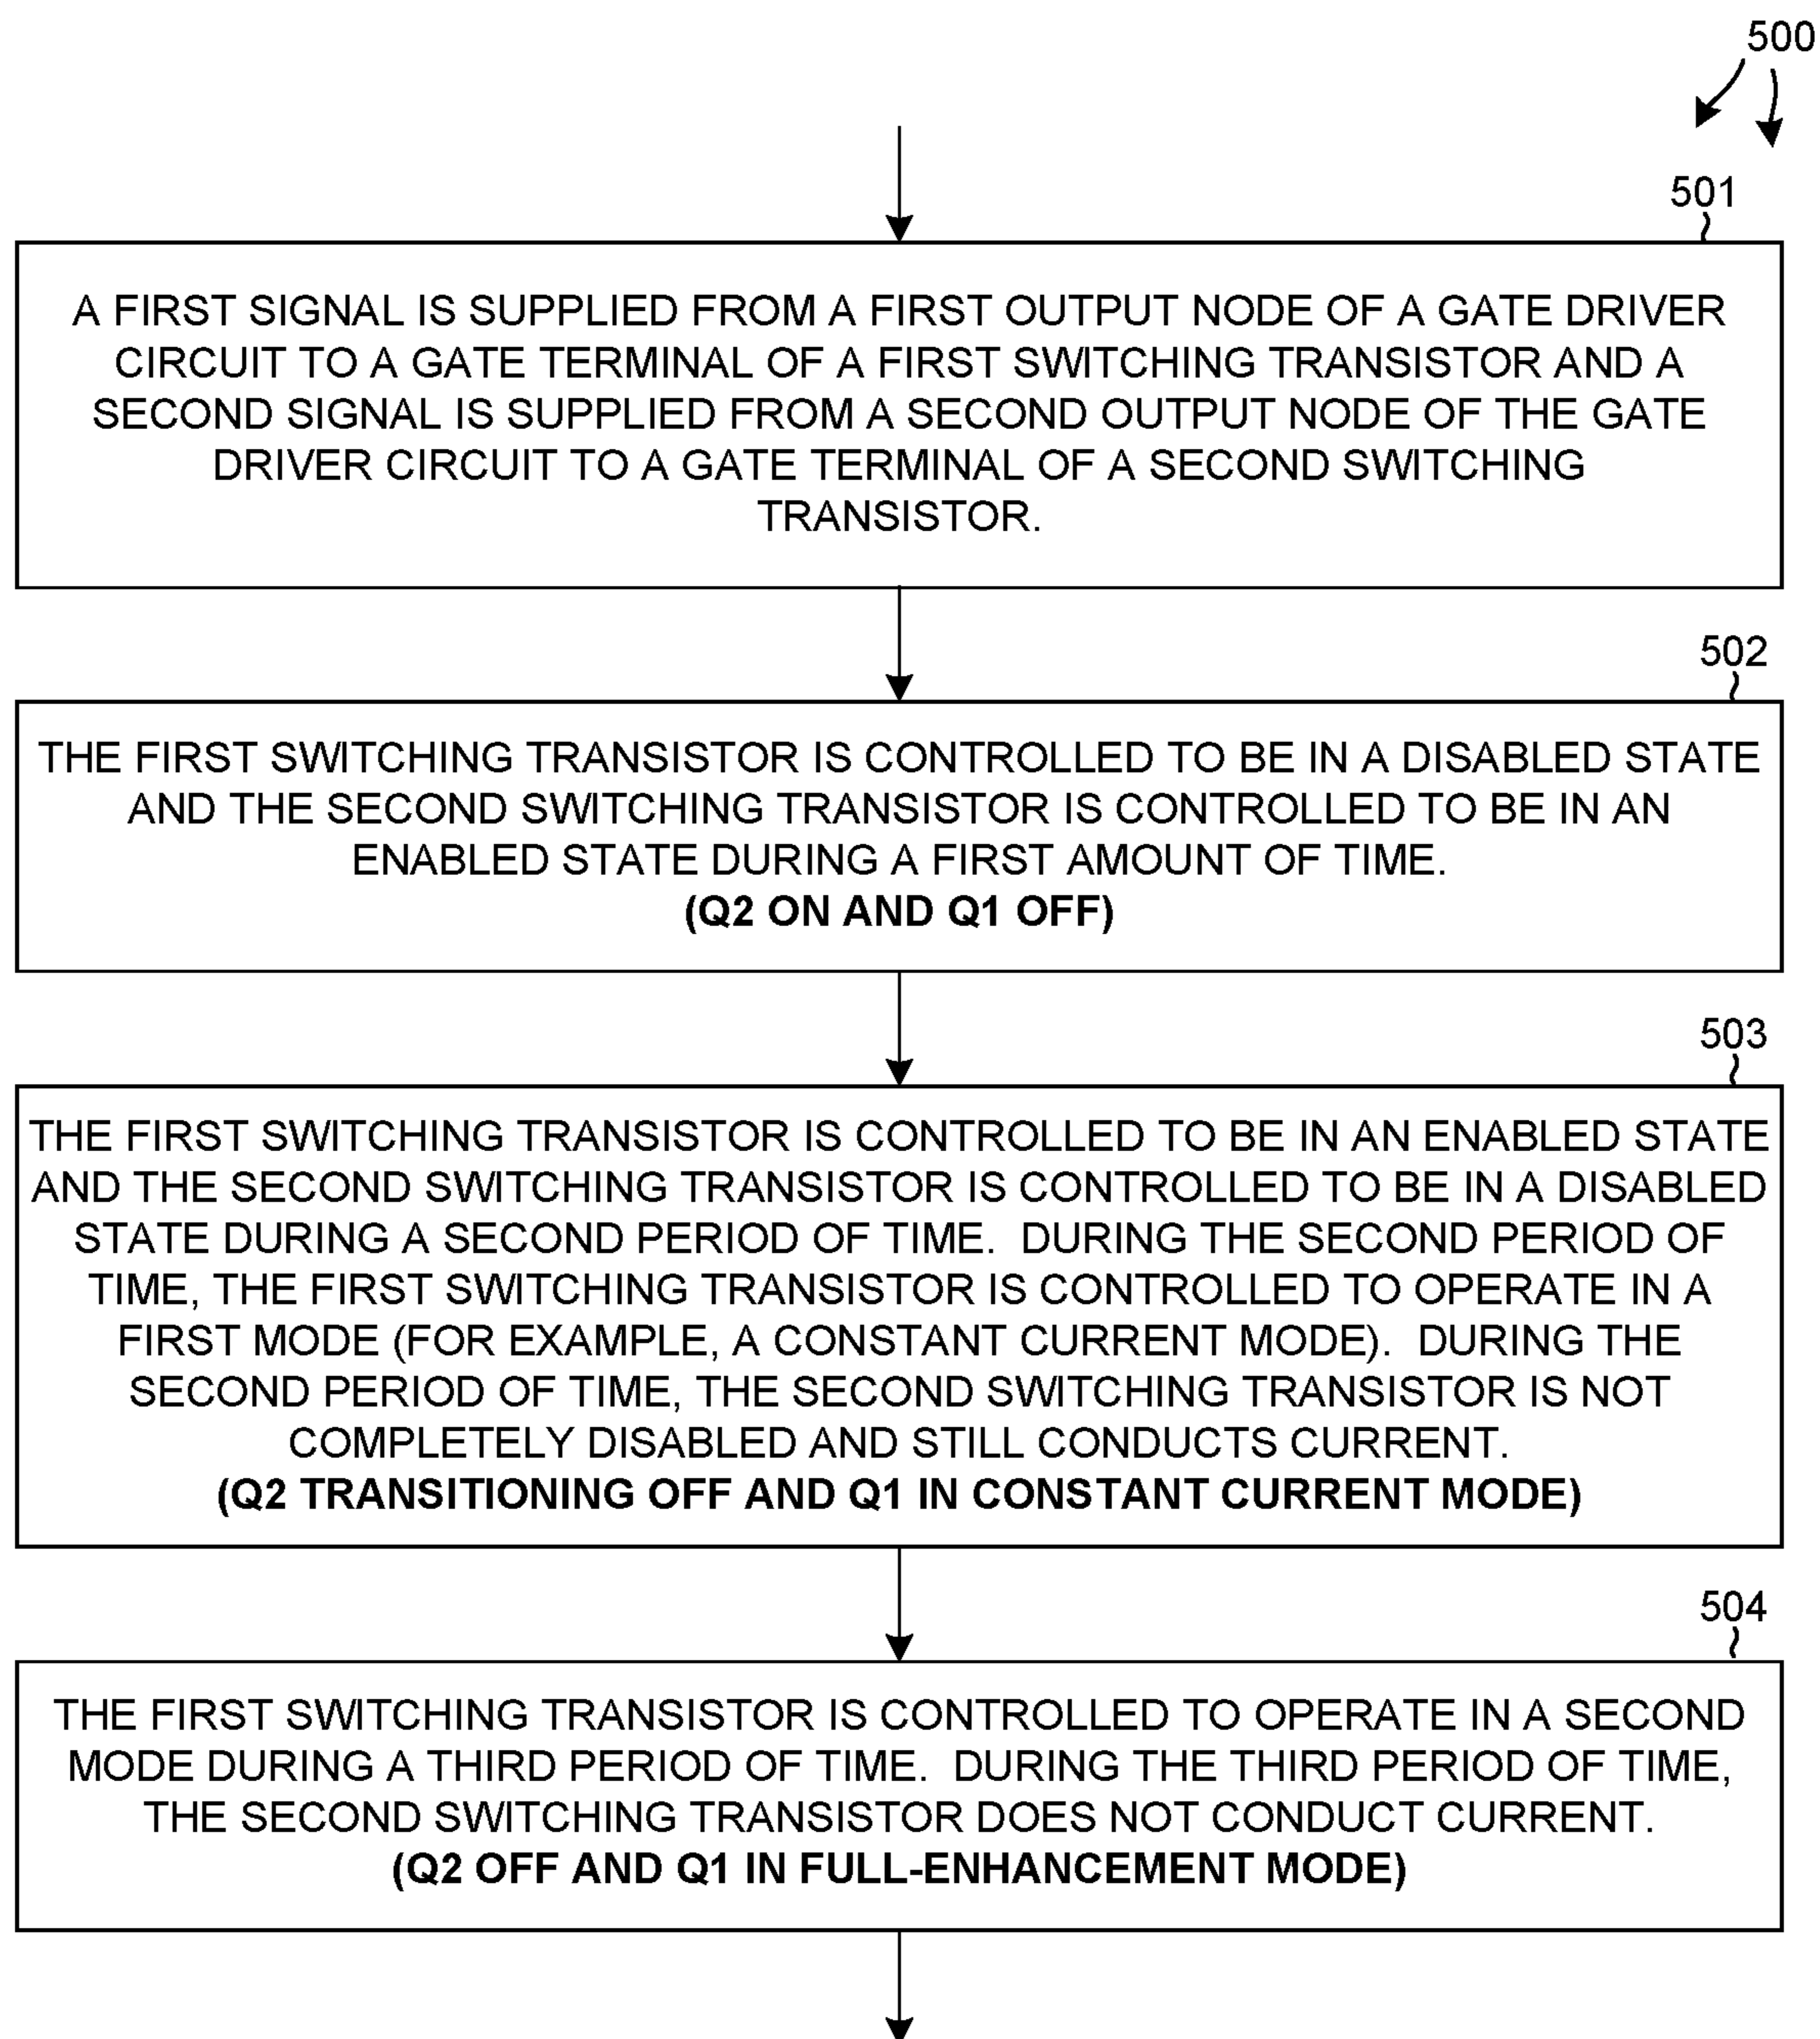 500
501
A FIRST SIGNAL IS SUPPLIED FROM A FIRST OUTPUT NODE OF A GATE DRIVER
CIRCUIT TO A GATE TERMINAL OF A FIRST SWITCHING TRANSISTOR AND A
SECOND SIGNAL IS SUPPLIED FROM A SECOND OUTPUT NODE OF THE GATE
DRIVER CIRCUIT TO A GATE TERMINAL OF A SECOND SWITCHING
TRANSISTOR.
502
THE FIRST SWITCHING TRANSISTOR IS CONTROLLED TO BE IN A DISABLED STATE
AND THE SECOND SWITCHING TRANSISTOR IS CONTROLLED TO BE IN AN
ENABLED STATE DURING A FIRST AMOUNT OF TIME.
(Q2 ON AND Q1 OFF)
503
THE FIRST SWITCHING TRANSISTOR IS CONTROLLED TO BE IN AN ENABLED STATE
AND THE SECOND SWITCHING TRANSISTOR IS CONTROLLED TO BE IN A DISABLED
STATE DURING A SECOND PERIOD OF TIME. DURING THE SECOND PERIOD OF
TIME, THE FIRST SWITCHING TRANSISTOR IS CONTROLLED TO OPERATE IN A
FIRST MODE (FOR EXAMPLE, A CONSTANT CURRENT MODE). DURING THE
SECOND PERIOD OF TIME, THE SECOND SWITCHING TRANSISTOR IS NOT
COMPLETELY DISABLED AND STILL CONDUCTS CURRENT.
(Q2 TRANSITIONING OFF AND Q1 IN CONSTANT CURRENT MODE)
504
THE FIRST SWITCHING TRANSISTOR IS CONTROLLED TO OPERATE IN A SECOND
MODE DURING A THIRD PERIOD OF TIME. DURING THE THIRD PERIOD OF TIME,
THE SECOND SWITCHING TRANSISTOR DOES NOT CONDUCT CURRENT.
(Q2 OFF AND Q1 IN FULL-ENHANCEMENT MODE)